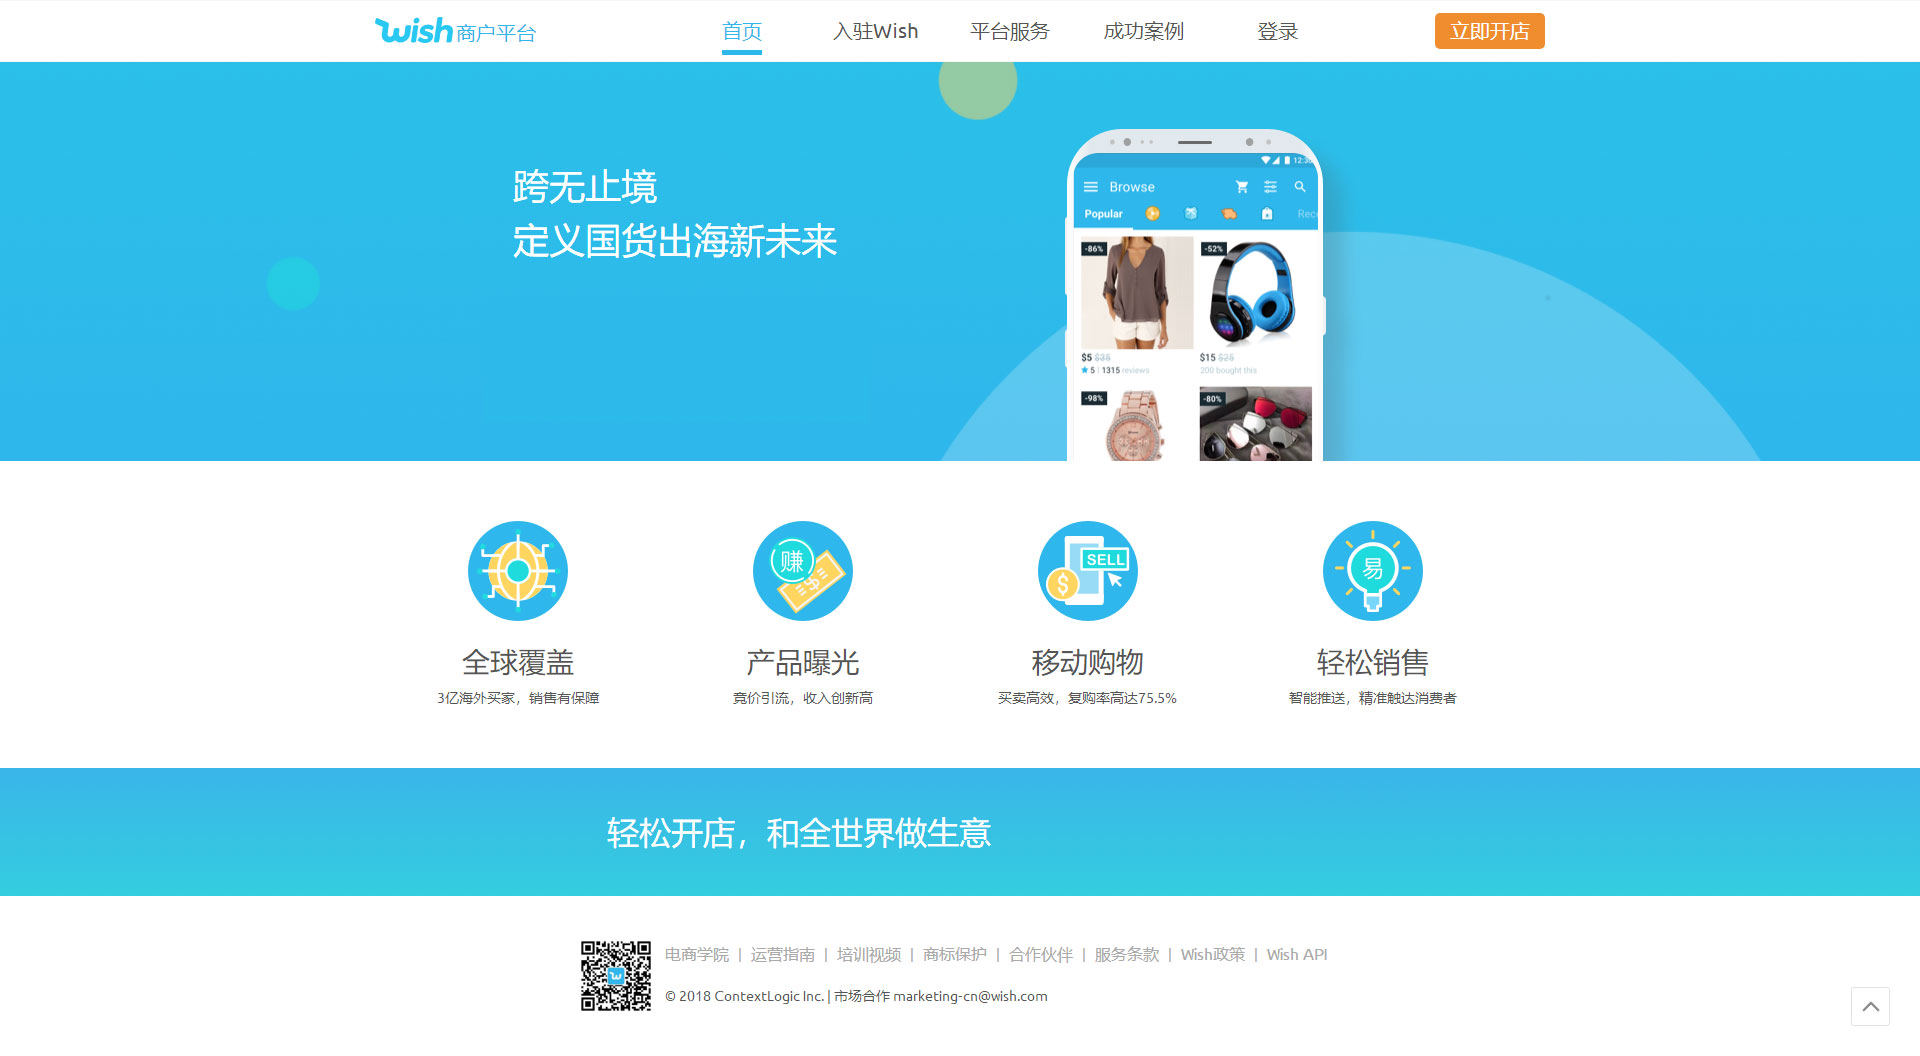 wish 商户平台
首页
入驻Wish
平台服务
成功案例
登录
立即开店
跨无止境
定义国货出海新未来
12:30
Browse
Popular
-86%
-52%
$5 $35
5 | 1315 reviews
$15 $28
200 bought this
-98%
-80%
赚
SELL
$
易
全球覆盖
3亿海外买家，销售有保障
产品曝光
竞价引流，收入创新高
移动购物
买卖高效，复购率高达75.5%
轻松销售
智能推送，精准触达消费者
轻松开店，和全世界做生意
电商学院 | 运营指南 | 培训视频 | 商标保护 | 合作伙伴 | 服务条款 | Wish政策 | Wish API
© 2018 ContextLogic Inc. | 市场合作 marketing-cn@wish.com